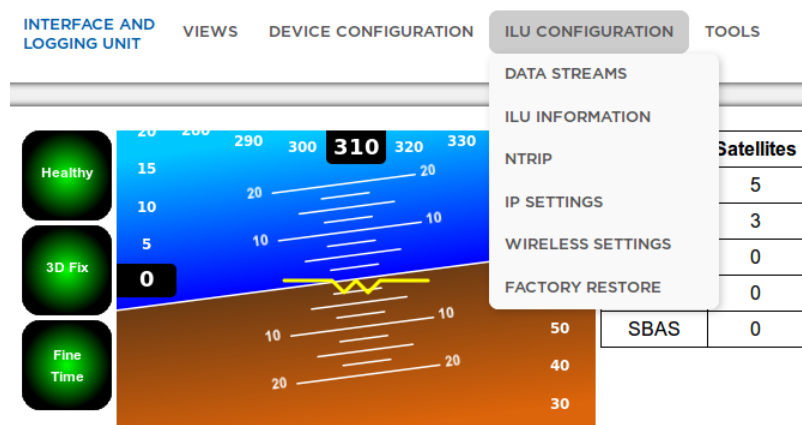 INTERFACE AND
LOGGING UNIT
VIEWS
DEVICE CONFIGURATION
ILU CONFIGURATION
TOOLS
DATA STREAMS
ILU INFORMATION
NTRIP
IP SETTINGS
WIRELESS SETTINGS
FACTORY RESTORE
Healthy
3D Fix
Fine
Time
20
15
10
5
0
290 300 310 320 330
20 20
10 10
10 10
20 20
50
40
30
Satellites
5
3
0
0
SBAS 0